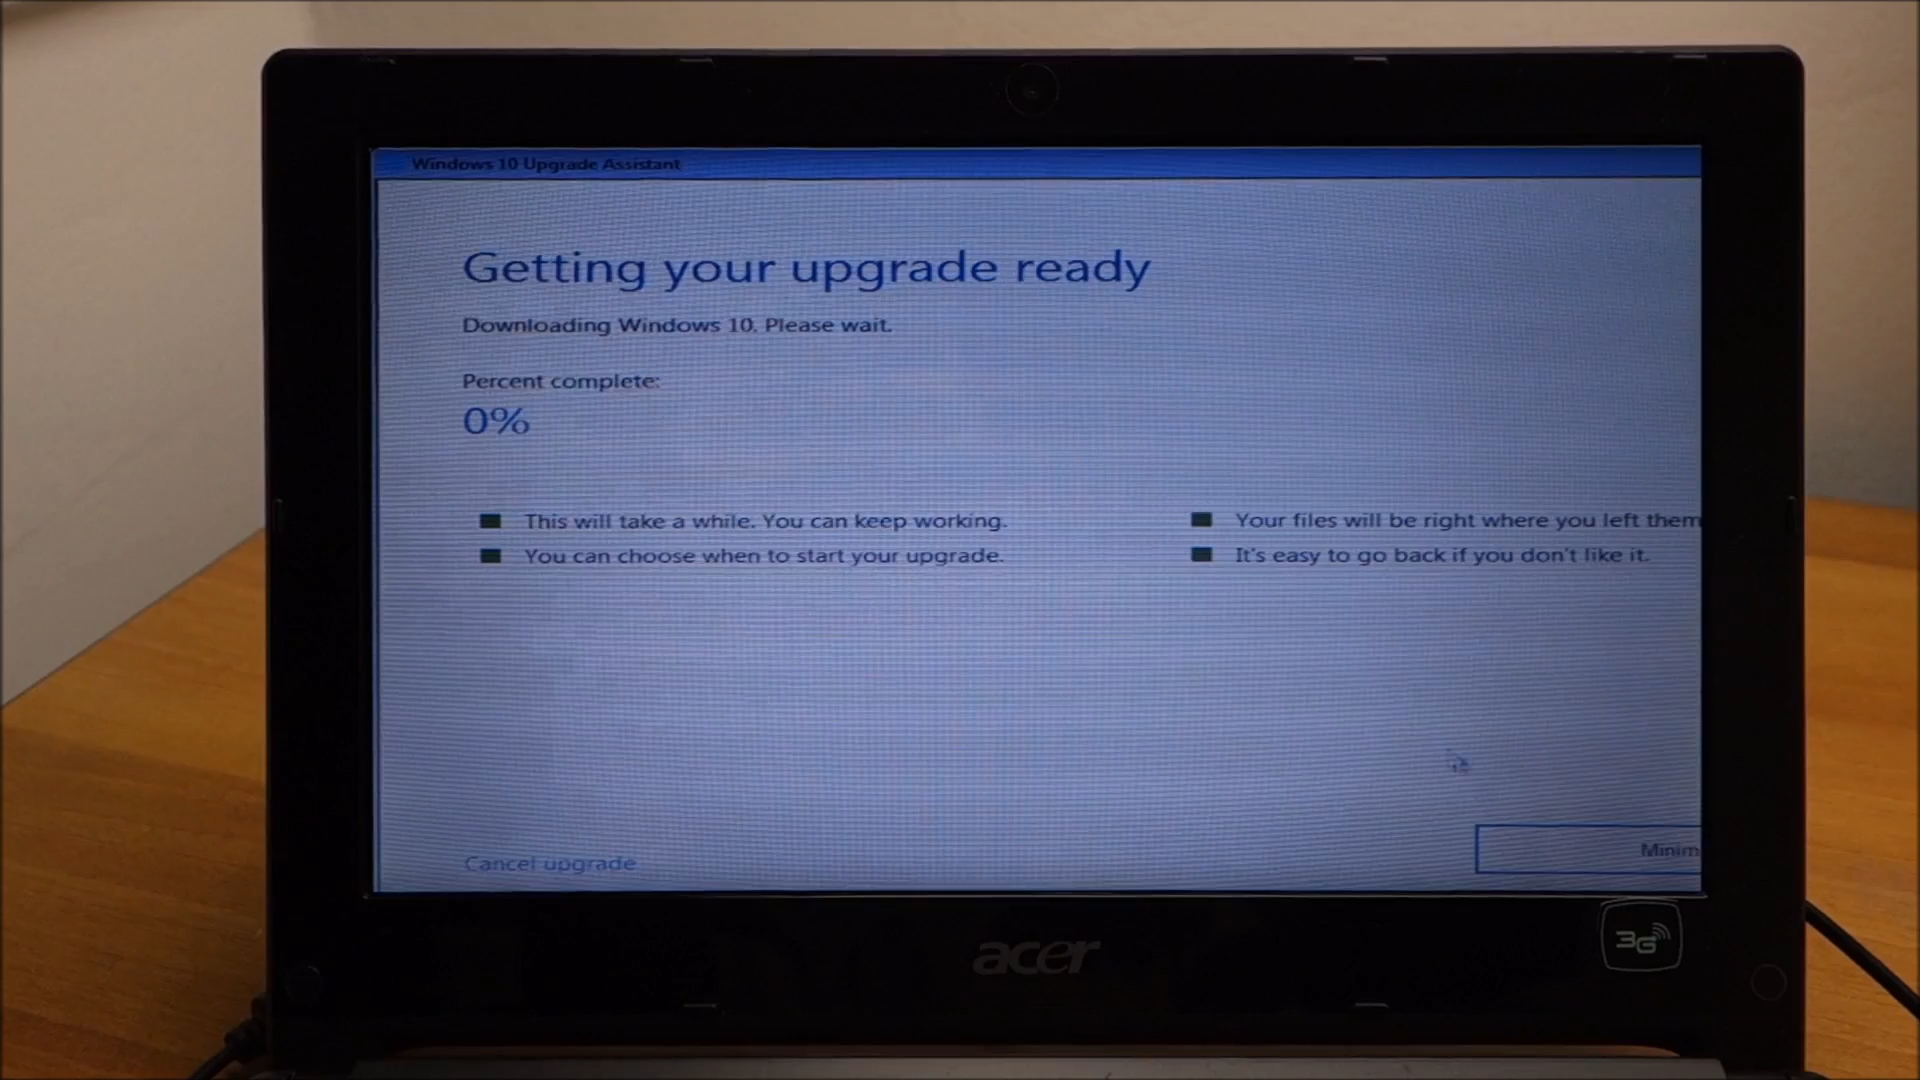 Windows 10 Upgrade Assistant
Getting your upgrade ready
Downloading Windows 10. Please wait.
Percent complete:
0%
This will take a while. You can keep working.
You can choose when to start your upgrade.
Your files will be right where you left them
It's easy to go back if you don't like it.
Cancel upgrade
Minim
acer
3G